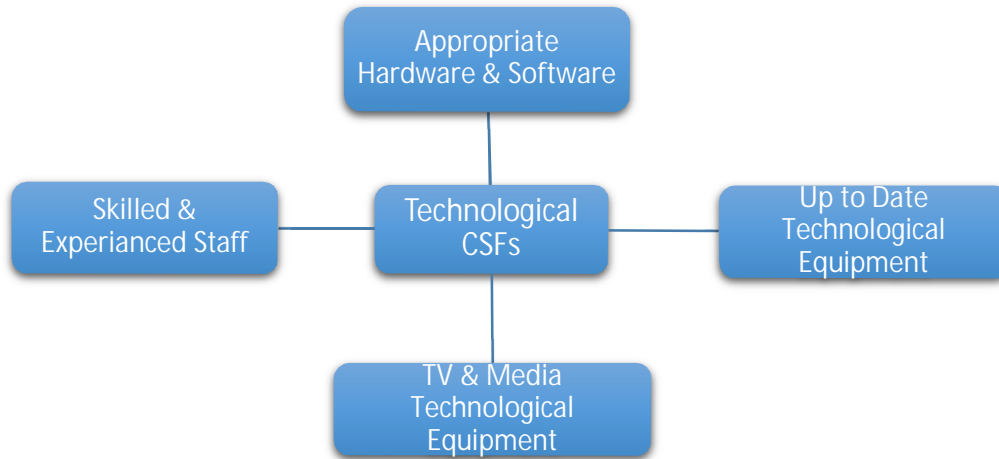 Appropriate
Hardware & Software
Skilled &
Experianced Staff
Technological
CSFs
Up to Date
Technological
Equipment
TV & Media
Technological
Equipment